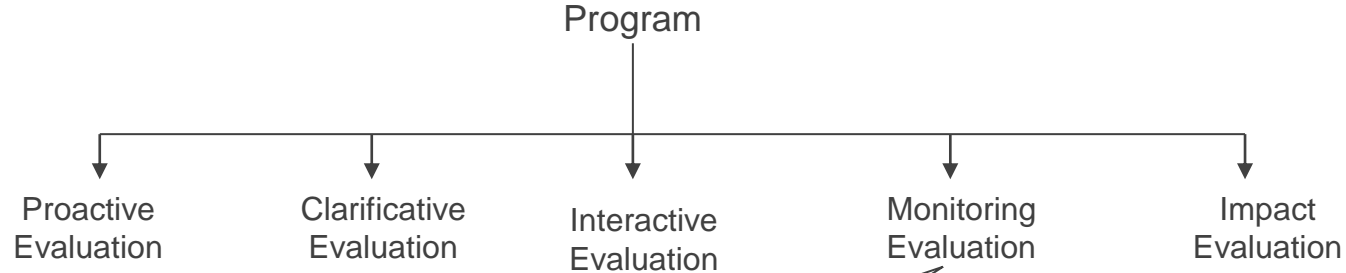 Program
Proactive
Evaluation
Clarificative
Evaluation
Interactive
Evaluation
Monitoring
Evaluation
Impact
Evaluation